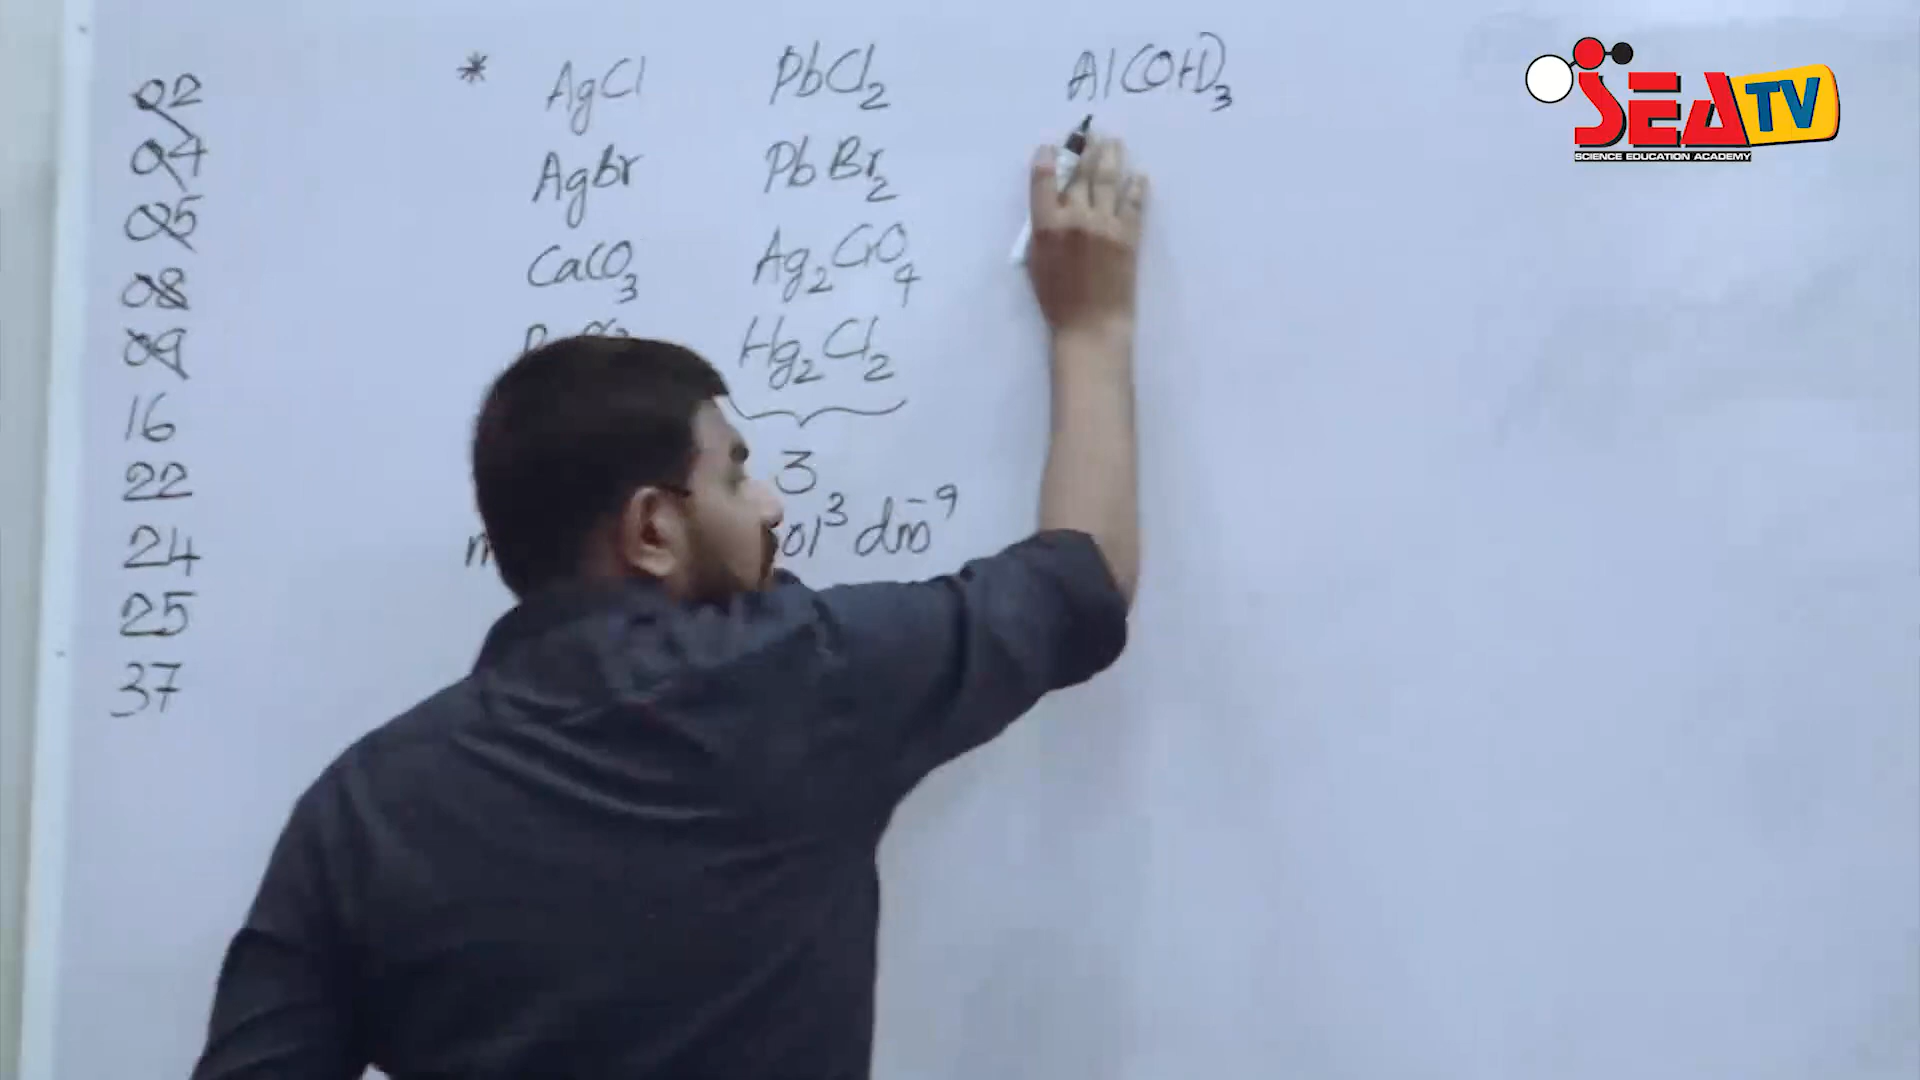 02
04
05
08
09
16
22
24
25
37
* AgCl PbCl₂ Al(OH)₃
AgBr PbBr₂
CaCO₃ Ag₂CrO₄
Hg₂Cl₂
3
mol³ dm⁻⁹
SEA TV
SCIENCE EDUCATION ACADEMY